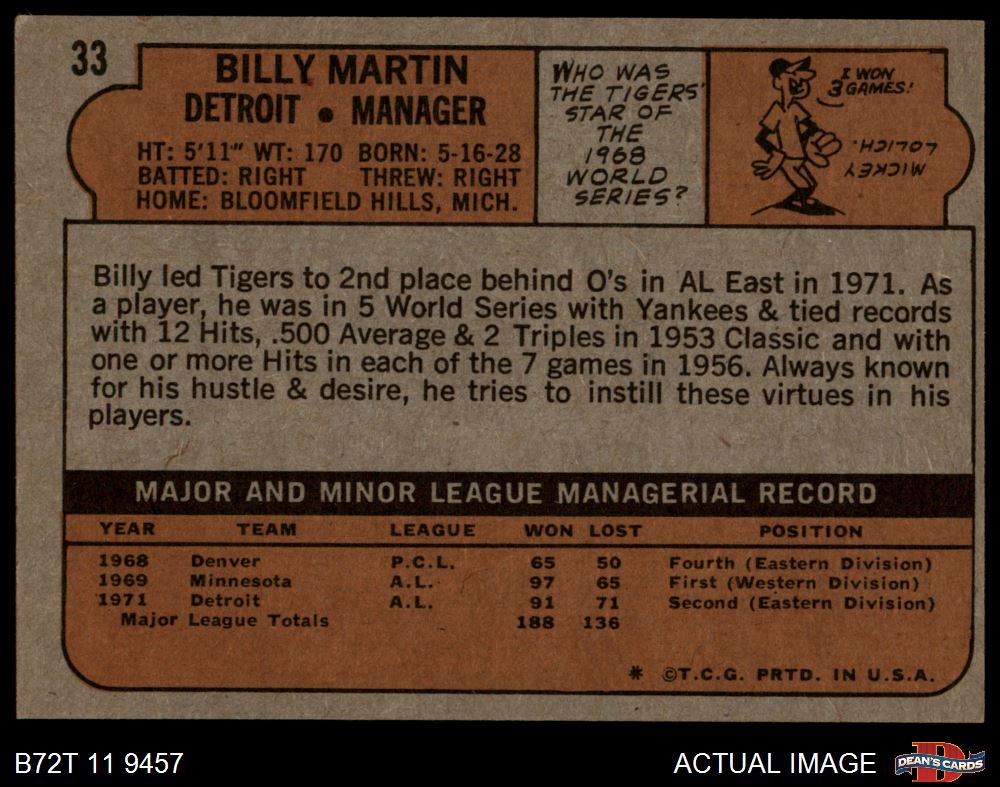 33
BILLY MARTIN
DETROIT • MANAGER
HT: 5'11" WT: 170 BORN: 5-16-28
BATTED: RIGHT THREW: RIGHT
HOME: BLOOMFIELD HILLS, MICH.
WHO WAS
THE TIGERS'
STAR OF
THE
1968
WORLD
SERIES?
I WON
3 GAMES!
MICKEY
LOLICH.
Billy led Tigers to 2nd place behind O's in AL East in 1971. As
a player, he was in 5 World Series with Yankees & tied records
with 12 Hits, .500 Average & 2 Triples in 1953 Classic and with
one or more Hits in each of the 7 games in 1956. Always known
for his hustle & desire, he tries to instill these virtues in his
players.
MAJOR AND MINOR LEAGUE MANAGERIAL RECORD
YEAR TEAM LEAGUE WON LOST POSITION
1968 Denver P.C.L. 65 50 Fourth (Eastern Division)
1969 Minnesota A.L. 97 65 First (Western Division)
1971 Detroit A.L. 91 71 Second (Eastern Division)
Major League Totals 188 136
* ©T.C.G. PRTD. IN U.S.A.
B72T 11 9457
ACTUAL IMAGE
DEAN'S CARDS